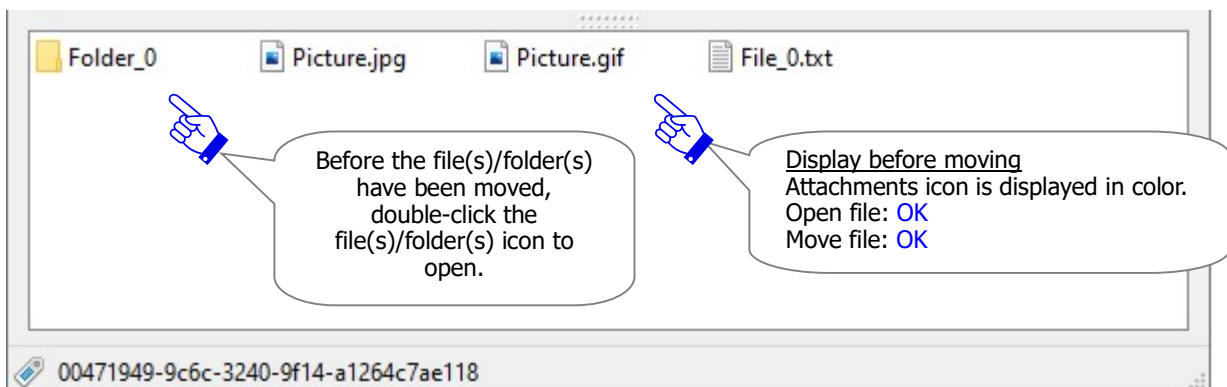 Folder_0 Picture.jpg Picture.gif File_0.txt
Before the file(s)/folder(s)
have been moved,
double-click the
file(s)/folder(s) icon to
open.
Display before moving
Attachments icon is displayed in color.
Open file: OK
Move file: OK
00471949-9c6c-3240-9f14-a1264c7ae118